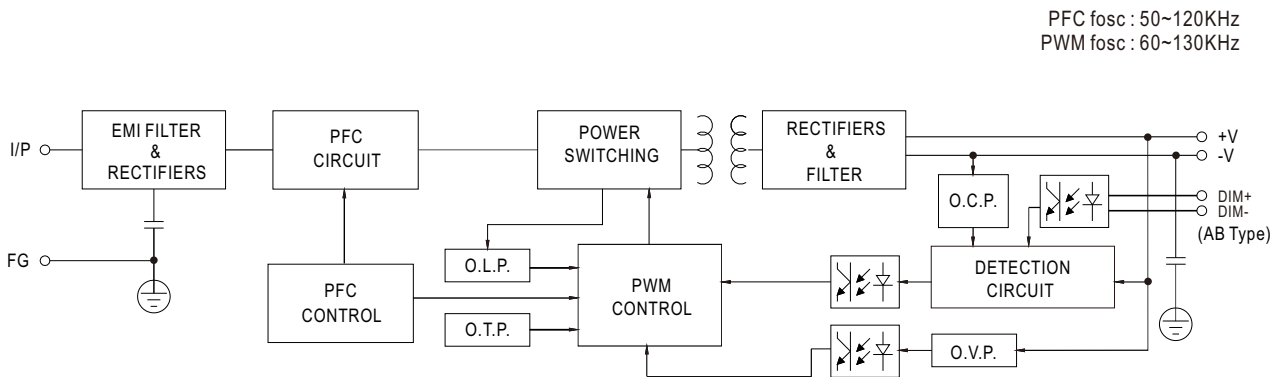 PFC fosc : 50~120KHz
PWM fosc : 60~130KHz
I/P
EMI FILTER
&
RECTIFIERS
PFC
CIRCUIT
POWER
SWITCHING
RECTIFIERS
&
FILTER
+V
-V
O.C.P.
DIM+
DIM-
(AB Type)
FG
O.L.P.
PFC
CONTROL
PWM
CONTROL
DETECTION
CIRCUIT
O.T.P.
O.V.P.